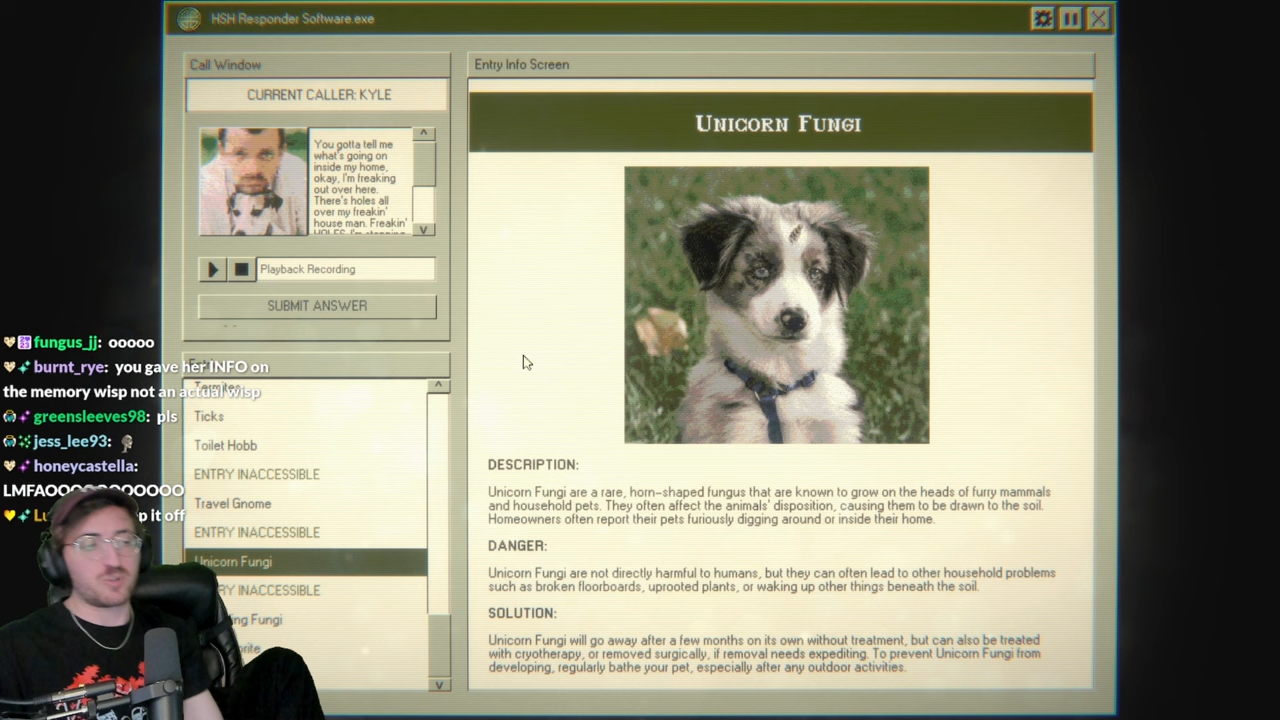 HSH Responder Software.exe
Call Window
CURRENT CALLER: KYLE
You gotta tell me
what's going on
inside my home,
okay, I'm freaking
out over here.
There's holes all
over my freakin'
house man. Freakin'
Playback Recording
SUBMIT ANSWER
fungus_jj: ooooo
burnt_rye: you gave her INFO on
the memory wisp not an actual wisp
greensleeves98: pls
jess_lee93:
honeycastella:
p it off
Termites
Ticks
Toilet Hobb
ENTRY INACCESSIBLE
Travel Gnome
ENTRY INACCESSIBLE
Unicorn Fungi
RY INACCESSIBLE
ng Fungi
Entry Info Screen
Unicorn Fungi
DESCRIPTION:
Unicorn Fungi are a rare, horn-shaped fungus that are known to grow on the heads of furry mammals
and household pets. They often affect the animals' disposition, causing them to be drawn to the soil.
Homeowners often report their pets furiously digging around or inside their home.
DANGER:
Unicorn Fungi are not directly harmful to humans, but they can often lead to other household problems
such as broken floorboards, uprooted plants, or waking up other things beneath the soil.
SOLUTION:
Unicorn Fungi will go away after a few months on its own without treatment, but can also be treated
with cryotherapy, or removed surgically, if removal needs expediting. To prevent Unicorn Fungi from
developing, regularly bathe your pet, especially after any outdoor activities.